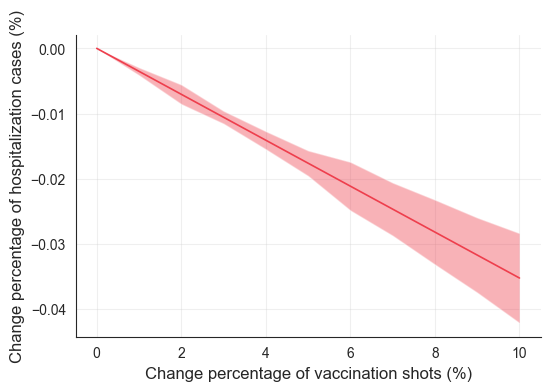 Change percentage of hospitalization cases (%)
0.00
−0.01
−0.02
−0.03
−0.04
0 2 4 6 8 10
Change percentage of vaccination shots (%)